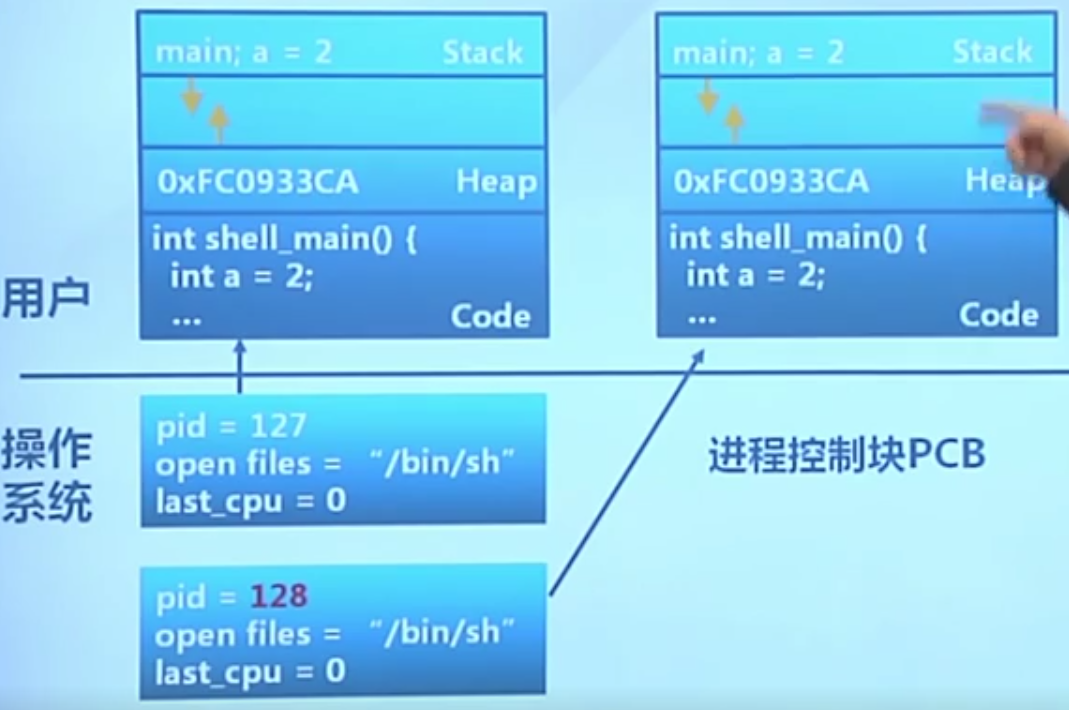 main; a = 2 Stack
0xFC0933CA Heap
int shell_main() {
int a = 2;
... Code
main; a = 2 Stack
0xFC0933CA Heap
int shell_main() {
int a = 2;
... Code
用户
操作
系统
pid = 127
open files = “/bin/sh”
last_cpu = 0
进程控制块PCB
pid = 128
open files = “/bin/sh”
last_cpu = 0